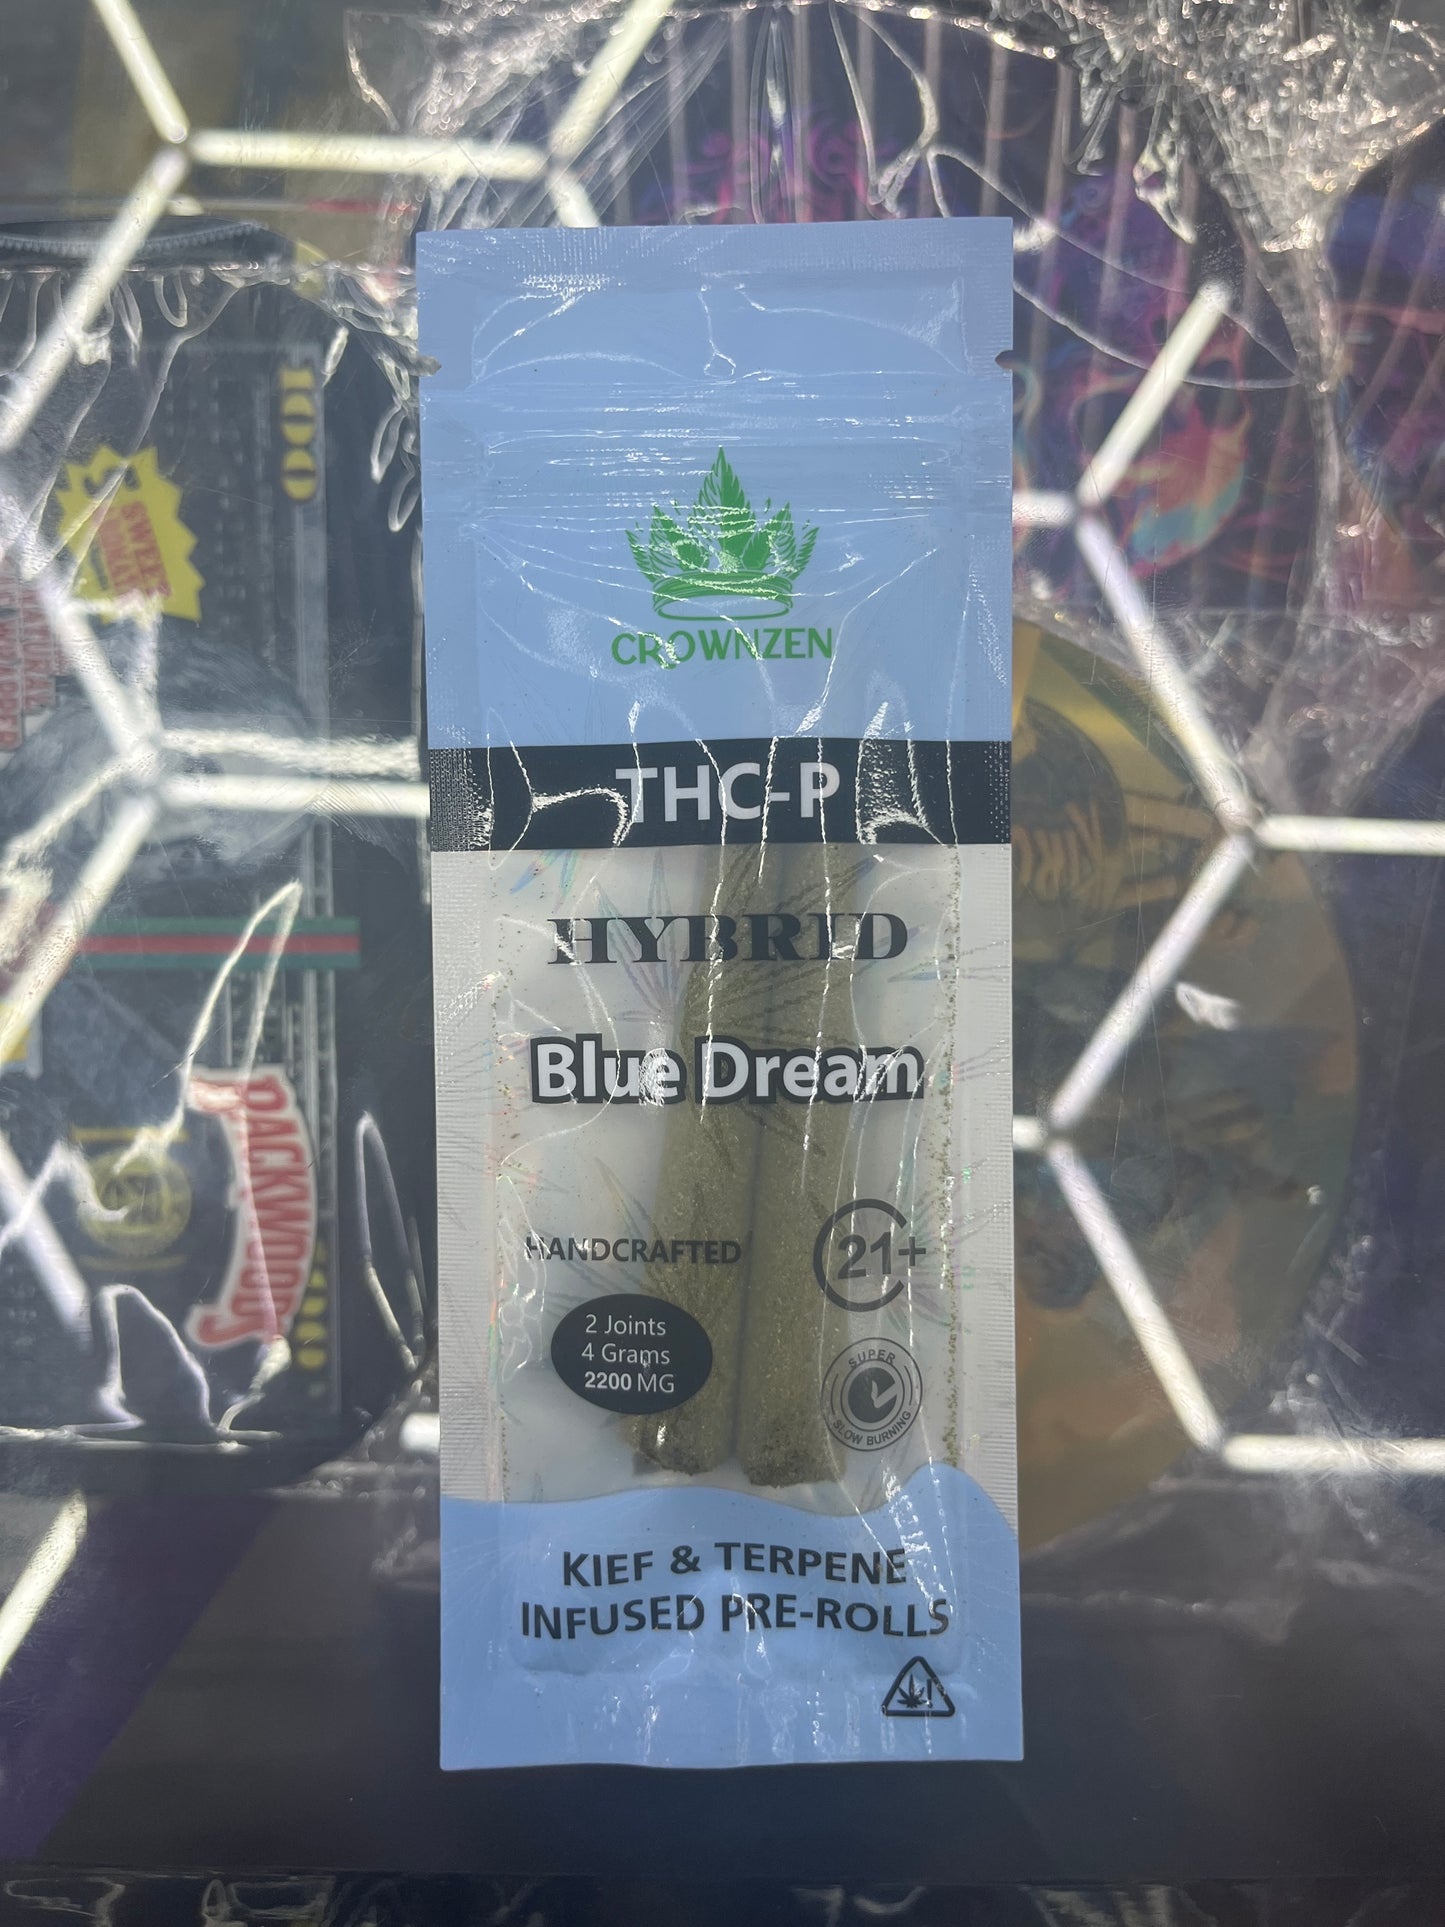 CROWNZEN
THC-P
HYBRID
Blue Dream
HANDCRAFTED
21+
2 Joints
4 Grams
2200 MG
SUPER
SLOW BURNING
KIEF & TERPENE
INFUSED PRE-ROLLS
100
SWEET
BACKWOODS